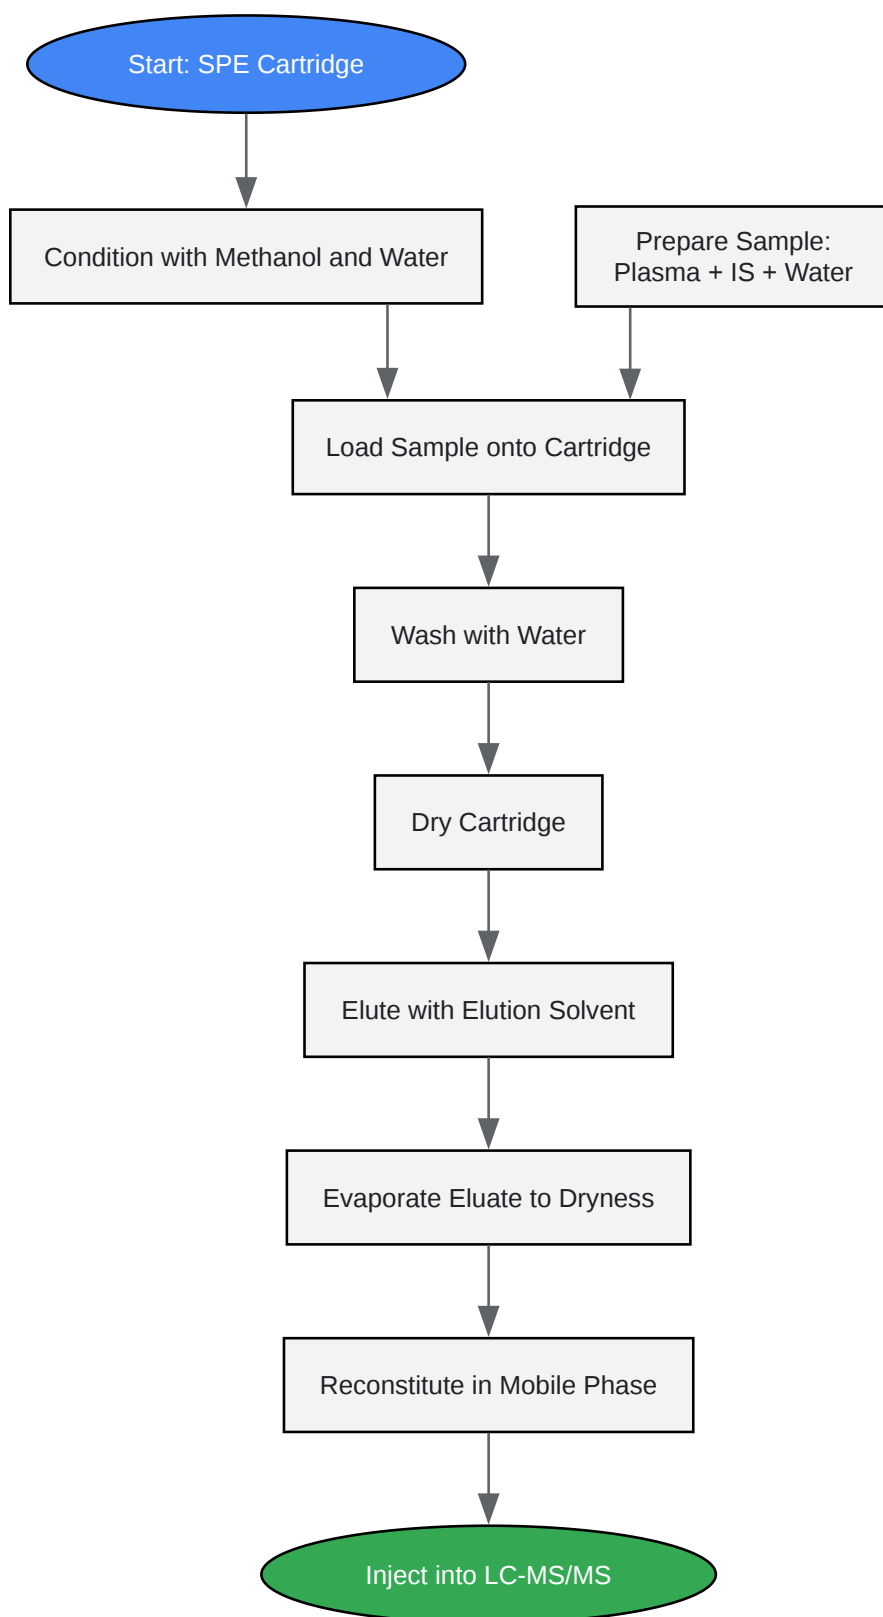 Start: SPE Cartridge
Condition with Methanol and Water
Prepare Sample:
Plasma + IS + Water
Load Sample onto Cartridge
Wash with Water
Dry Cartridge
Elute with Elution Solvent
Evaporate Eluate to Dryness
Reconstitute in Mobile Phase
Inject into LC-MS/MS